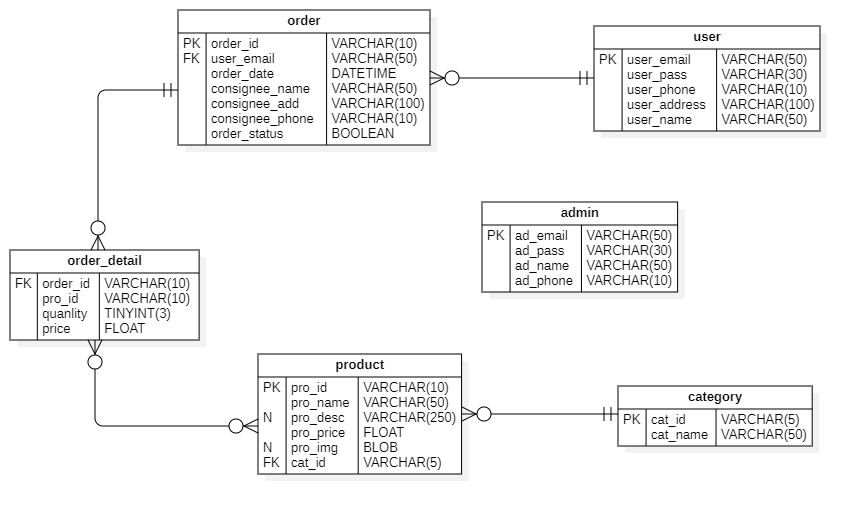 order
PK order_id VARCHAR(10)
FK user_email VARCHAR(50)
order_date DATETIME
consignee_name VARCHAR(50)
consignee_add VARCHAR(100)
consignee_phone VARCHAR(10)
order_status BOOLEAN
user
PK user_email VARCHAR(50)
user_pass VARCHAR(30)
user_phone VARCHAR(10)
user_address VARCHAR(100)
user_name VARCHAR(50)
admin
PK ad_email VARCHAR(50)
ad_pass VARCHAR(30)
ad_name VARCHAR(50)
ad_phone VARCHAR(10)
order_detail
FK order_id VARCHAR(10)
pro_id VARCHAR(10)
quanlity TINYINT(3)
price FLOAT
product
PK pro_id VARCHAR(10)
pro_name VARCHAR(50)
N pro_desc VARCHAR(250)
pro_price FLOAT
N pro_img BLOB
FK cat_id VARCHAR(5)
category
PK cat_id VARCHAR(5)
cat_name VARCHAR(50)